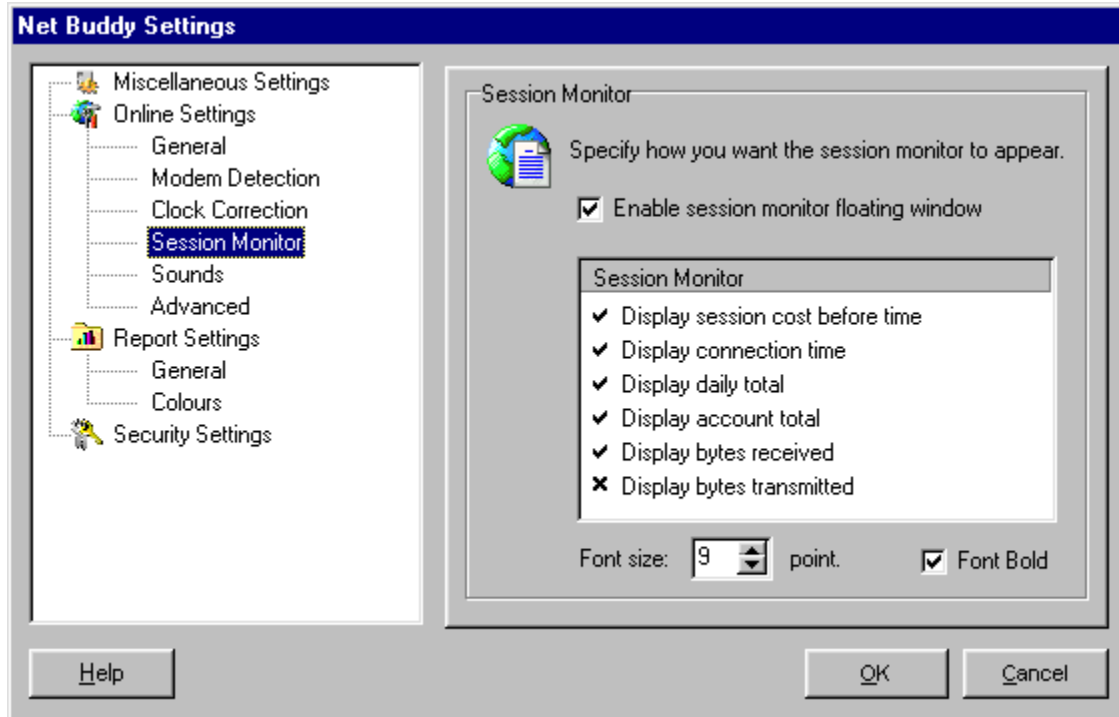 Net Buddy Settings
Miscellaneous Settings
Online Settings
General
Modem Detection
Clock Correction
Session Monitor
Sounds
Advanced
Report Settings
General
Colours
Security Settings
Session Monitor
Specify how you want the session monitor to appear.
Enable session monitor floating window
Session Monitor
Display session cost before time
Display connection time
Display daily total
Display account total
Display bytes received
Display bytes transmitted
Font size: 9 point. Font Bold
Help OK Cancel